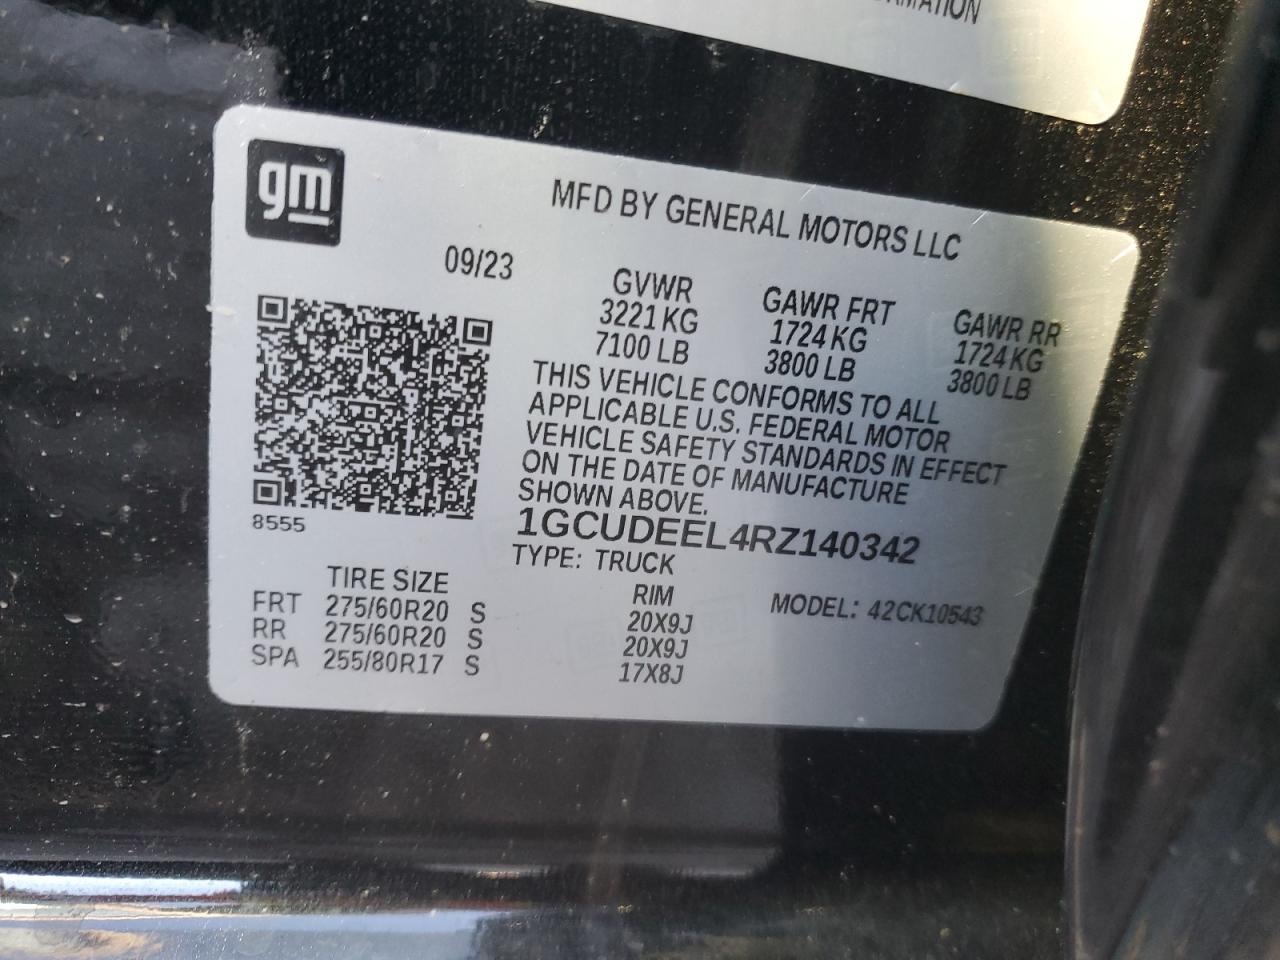 RMATION
gm
MFD BY GENERAL MOTORS LLC
09/23
GVWR
3221 KG
7100 LB
GAWR FRT
1724 KG
3800 LB
GAWR RR
1724 KG
3800 LB
THIS VEHICLE CONFORMS TO ALL
APPLICABLE U.S. FEDERAL MOTOR
VEHICLE SAFETY STANDARDS IN EFFECT
ON THE DATE OF MANUFACTURE
SHOWN ABOVE.
8555
1GCUDEEL4RZ140342
TYPE: TRUCK
MODEL: 42CK10543
TIRE SIZE RIM
FRT 275/60R20 S 20X9J
RR 275/60R20 S 20X9J
SPA 255/80R17 S 17X8J